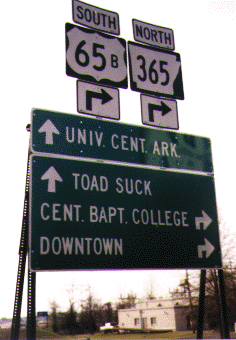 SOUTH NORTH
65B 365
UNIV. CENT. ARK.
TOAD SUCK
CENT. BAPT. COLLEGE
DOWNTOWN